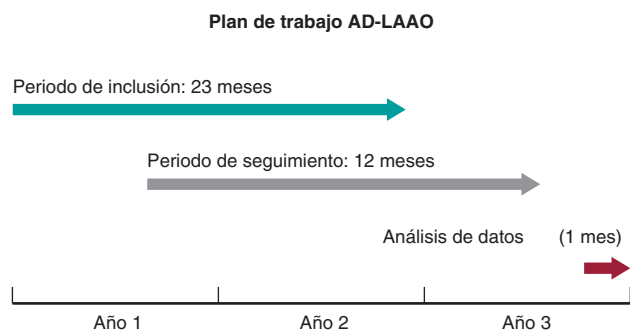 Plan de trabajo AD-LAAO
Periodo de inclusión: 23 meses
Periodo de seguimiento: 12 meses
Análisis de datos (1 mes)
Año 1 Año 2 Año 3